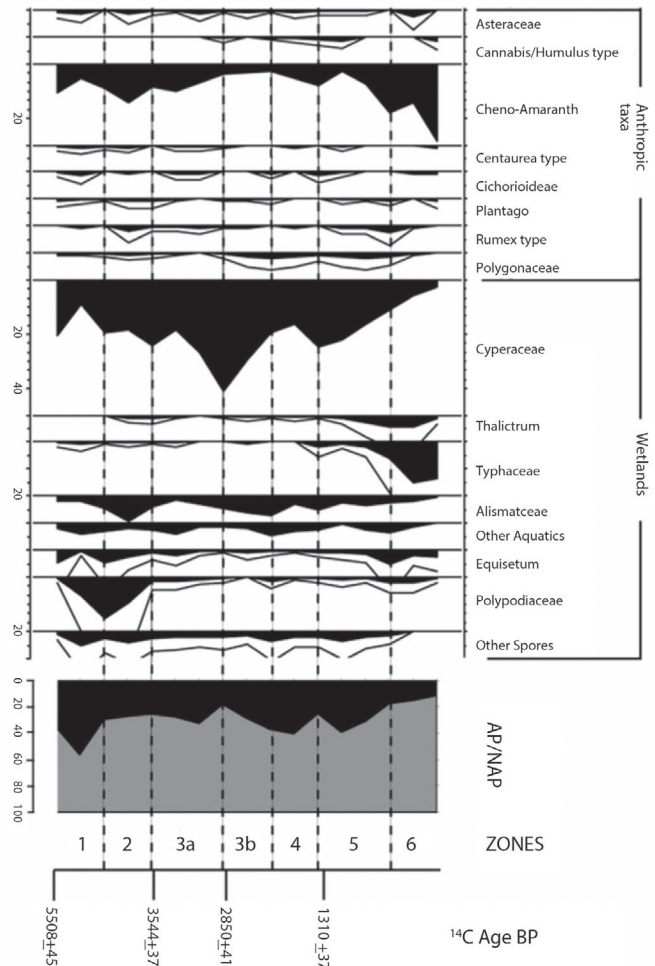 Asteraceae
Cannabis/Humulus type
20
Cheno-Amaranth
Anthropic
taxa
Centaurea type
Cichorioideae
Plantago
Rumex type
Polygonaceae
20
Cyperaceae
40
Thalictrum
Wetlands
Typhaceae
20
Alismatceae
Other Aquatics
Equisetum
Polypodiaceae
20
Other Spores
0
20
40
60
80
100
AP/NAP
1 2 3a 3b 4 5 6 ZONES
5508±45 3544±37 2850±41 1310 ±37
¹⁴C Age BP